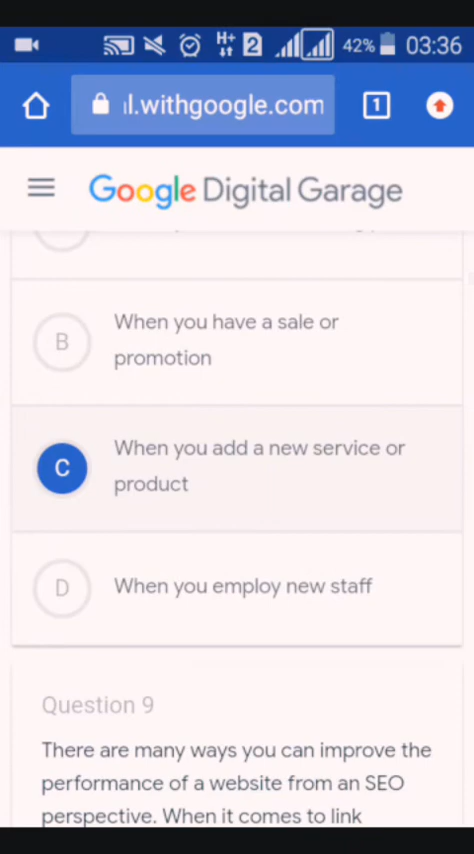 H+
2
42%
03:36
ll.withgoogle.com
1
Google Digital Garage
B
When you have a sale or
promotion
C
When you add a new service or
product
D
When you employ new staff
Question 9
There are many ways you can improve the
performance of a website from an SEO
perspective. When it comes to link